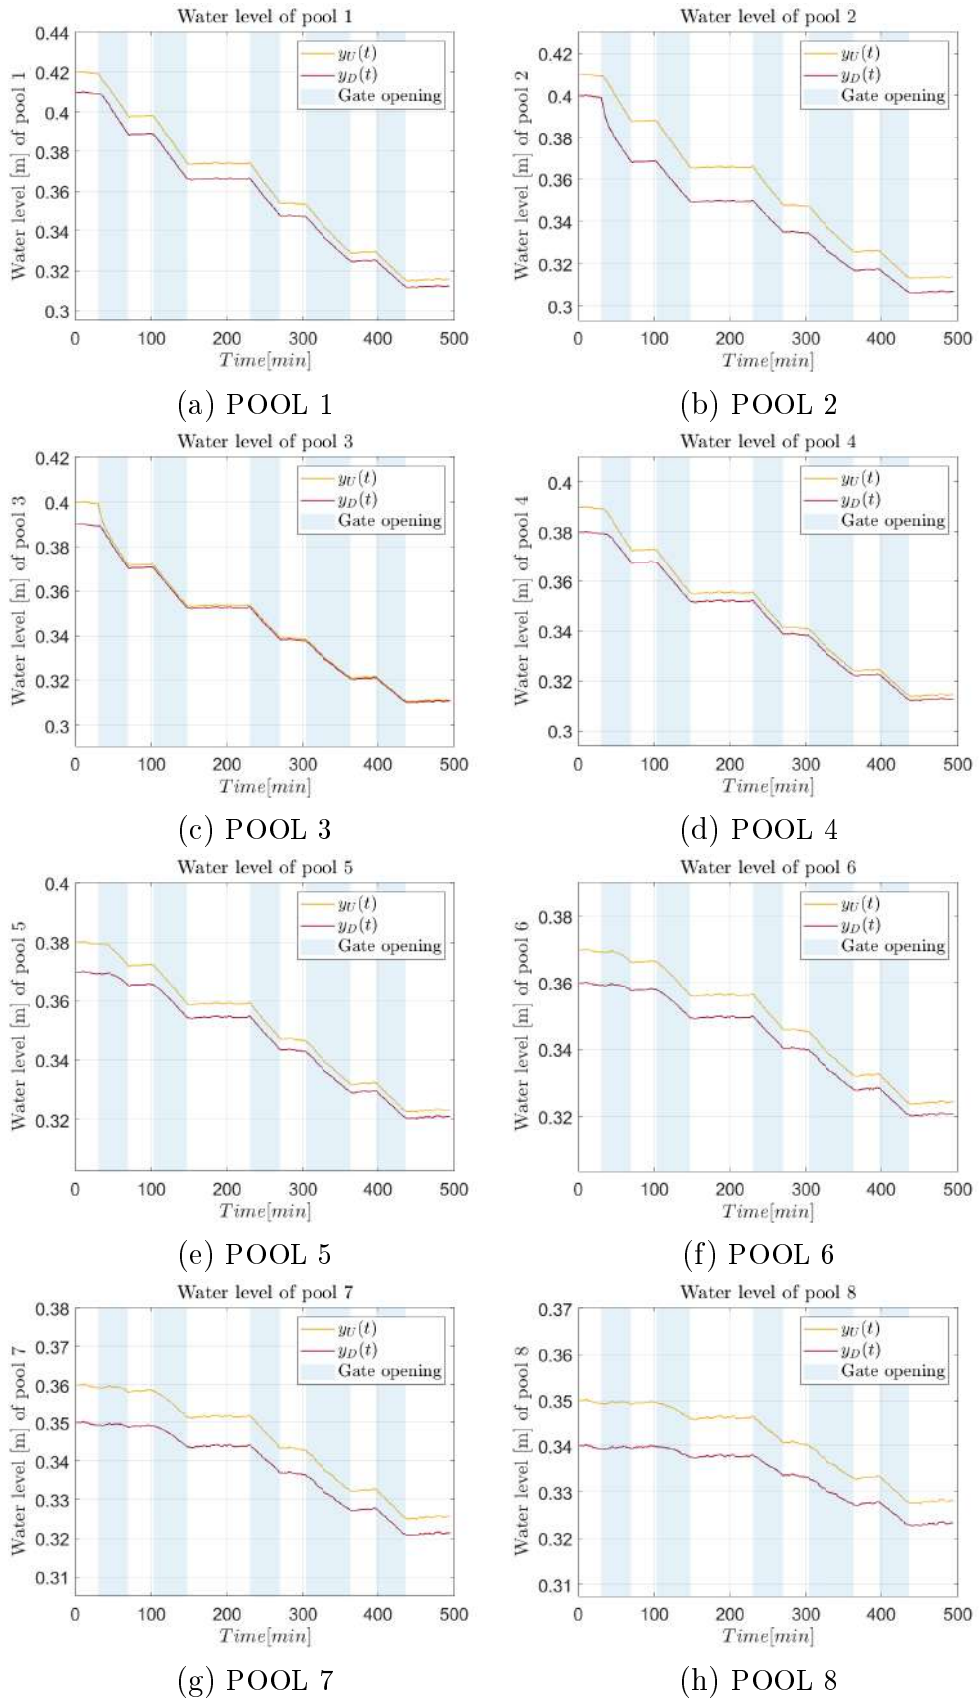 Water level of pool 1
Water level [m] of pool 1
0.44
0.42
0.4
0.38
0.36
0.34
0.32
0.3
y_U(t)
y_D(t)
Gate opening
0 100 200 300 400 500
Time[min]
(a) POOL 1
Water level of pool 2
Water level [m] of pool 2
0.42
0.4
0.38
0.36
0.34
0.32
0.3
y_U(t)
y_D(t)
Gate opening
0 100 200 300 400 500
Time[min]
(b) POOL 2
Water level of pool 3
Water level [m] of pool 3
0.42
0.4
0.38
0.36
0.34
0.32
0.3
y_U(t)
y_D(t)
Gate opening
0 100 200 300 400 500
Time[min]
(c) POOL 3
Water level of pool 4
Water level [m] of pool 4
0.4
0.38
0.36
0.34
0.32
0.3
y_U(t)
y_D(t)
Gate opening
0 100 200 300 400 500
Time[min]
(d) POOL 4
Water level of pool 5
Water level [m] of pool 5
0.4
0.38
0.36
0.34
0.32
y_U(t)
y_D(t)
Gate opening
0 100 200 300 400 500
Time[min]
(e) POOL 5
Water level of pool 6
Water level [m] of pool 6
0.38
0.36
0.34
0.32
y_U(t)
y_D(t)
Gate opening
0 100 200 300 400 500
Time[min]
(f) POOL 6
Water level of pool 7
Water level [m] of pool 7
0.38
0.37
0.36
0.35
0.34
0.33
0.32
0.31
y_U(t)
y_D(t)
Gate opening
0 100 200 300 400 500
Time[min]
(g) POOL 7
Water level of pool 8
Water level [m] of pool 8
0.37
0.36
0.35
0.34
0.33
0.32
0.31
y_U(t)
y_D(t)
Gate opening
0 100 200 300 400 500
Time[min]
(h) POOL 8